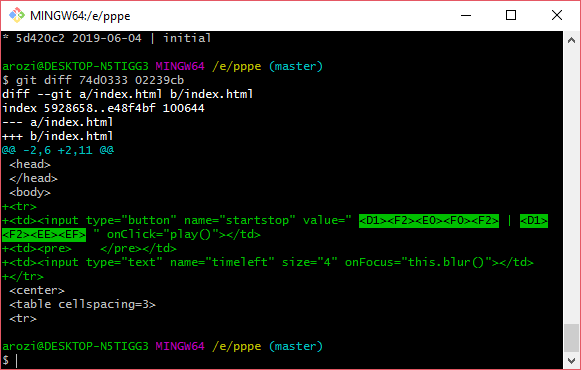 MINGW64:/e/pppe
* 5d420c2 2019-06-04 | initial
arozi@DESKTOP-N5TIGG3 MINGW64 /e/pppe (master)
$ git diff 74d0333 02239cb
diff --git a/index.html b/index.html
index 5928658..e48f4bf 100644
--- a/index.html
+++ b/index.html
@@ -2,6 +2,11 @@
 <head>
 </head>
 <body>
+<tr>
+<td><input type="button" name="startstop" value=" <D1><F2><E0><F0><F2> | <D1>
<F2><EE><EF> " onClick="play()"></td>
+<td><pre>    </pre></td>
+<td><input type="text" name="timeleft" size="4" onFocus="this.blur()"></td>
+</tr>
 <center>
 <table cellspacing=3>
 <tr>
arozi@DESKTOP-N5TIGG3 MINGW64 /e/pppe (master)
$